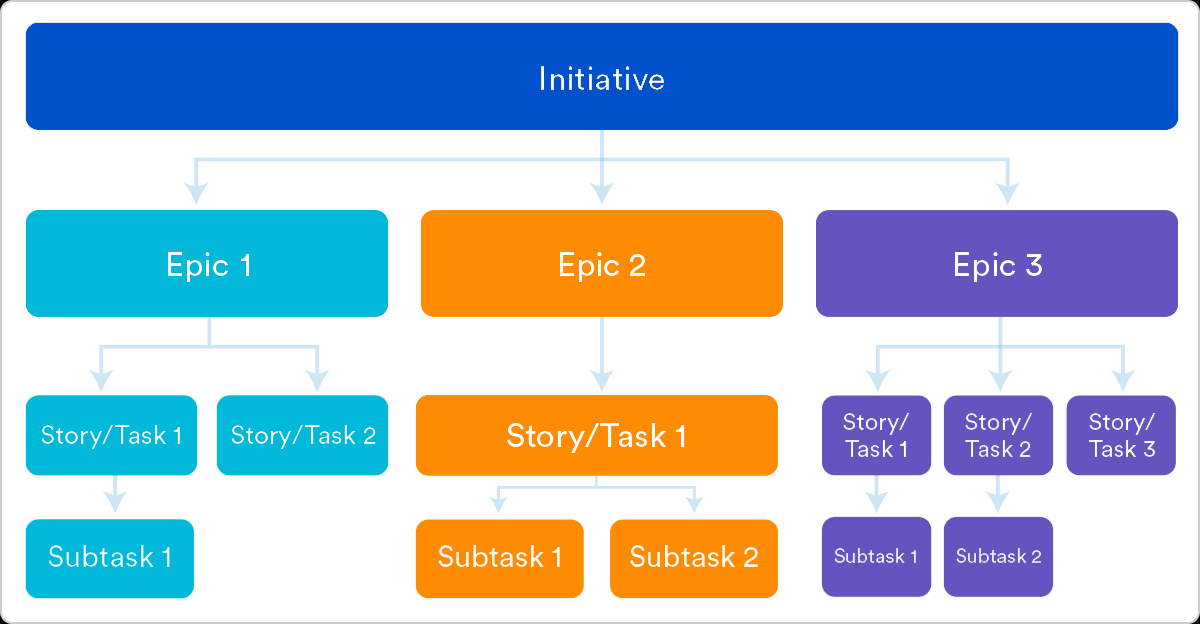 Initiative
Epic 1
Epic 2
Epic 3
Story/Task 1
Story/Task 2
Story/Task 1
Story/
Task 1
Story/
Task 2
Story/
Task 3
Subtask 1
Subtask 1
Subtask 2
Subtask 1
Subtask 2